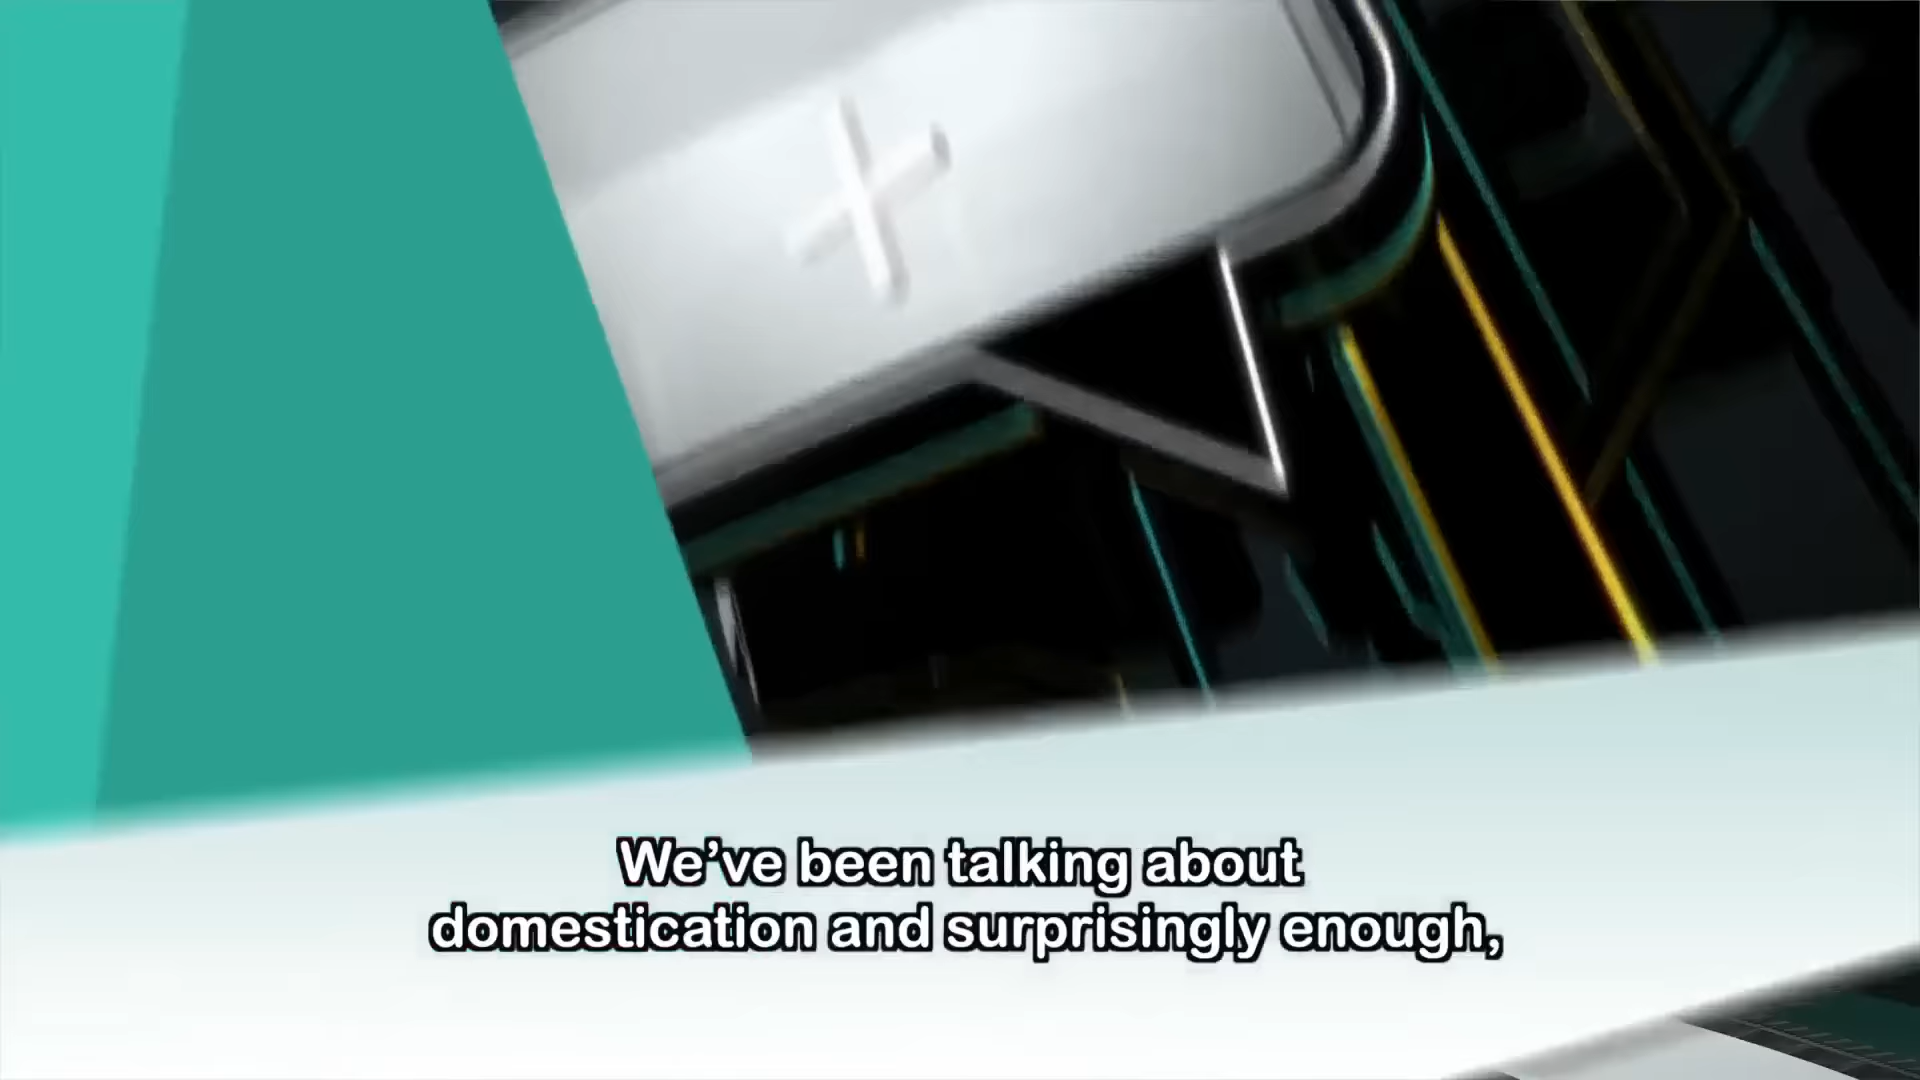 We’ve been talking about
domestication and surprisingly enough,